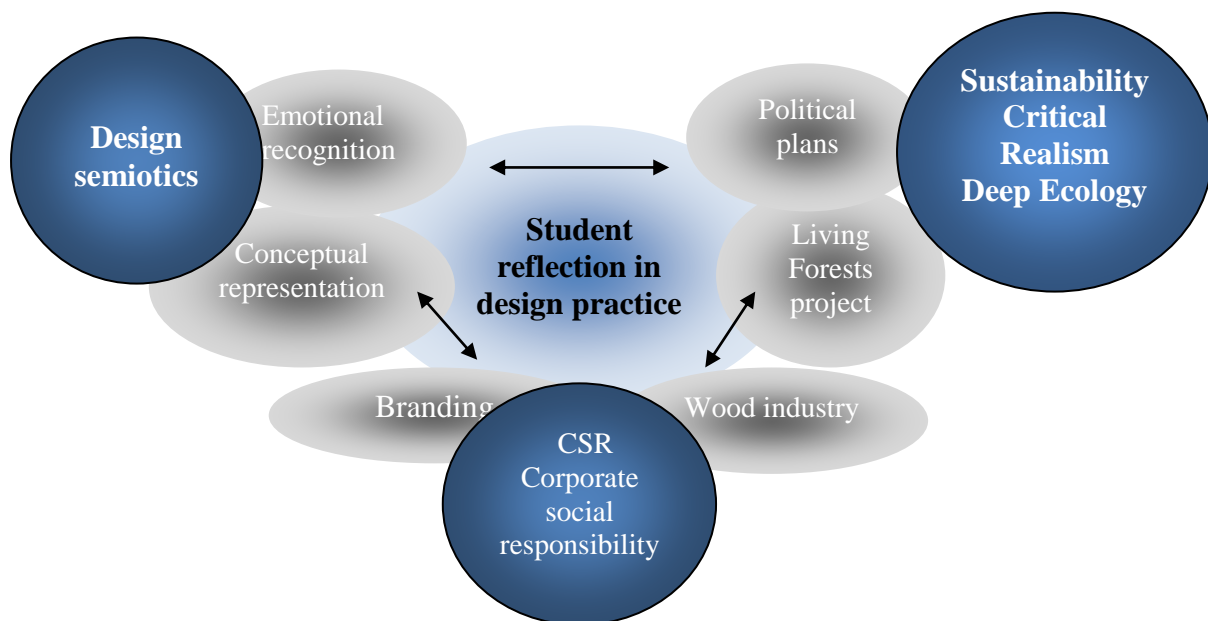 Design
semiotics
Emotional
recognition
Conceptual
representation
Student
reflection in
design practice
Political
plans
Living
Forests
project
Sustainability
Critical
Realism
Deep Ecology
Branding
Wood industry
CSR
Corporate
social
responsibility